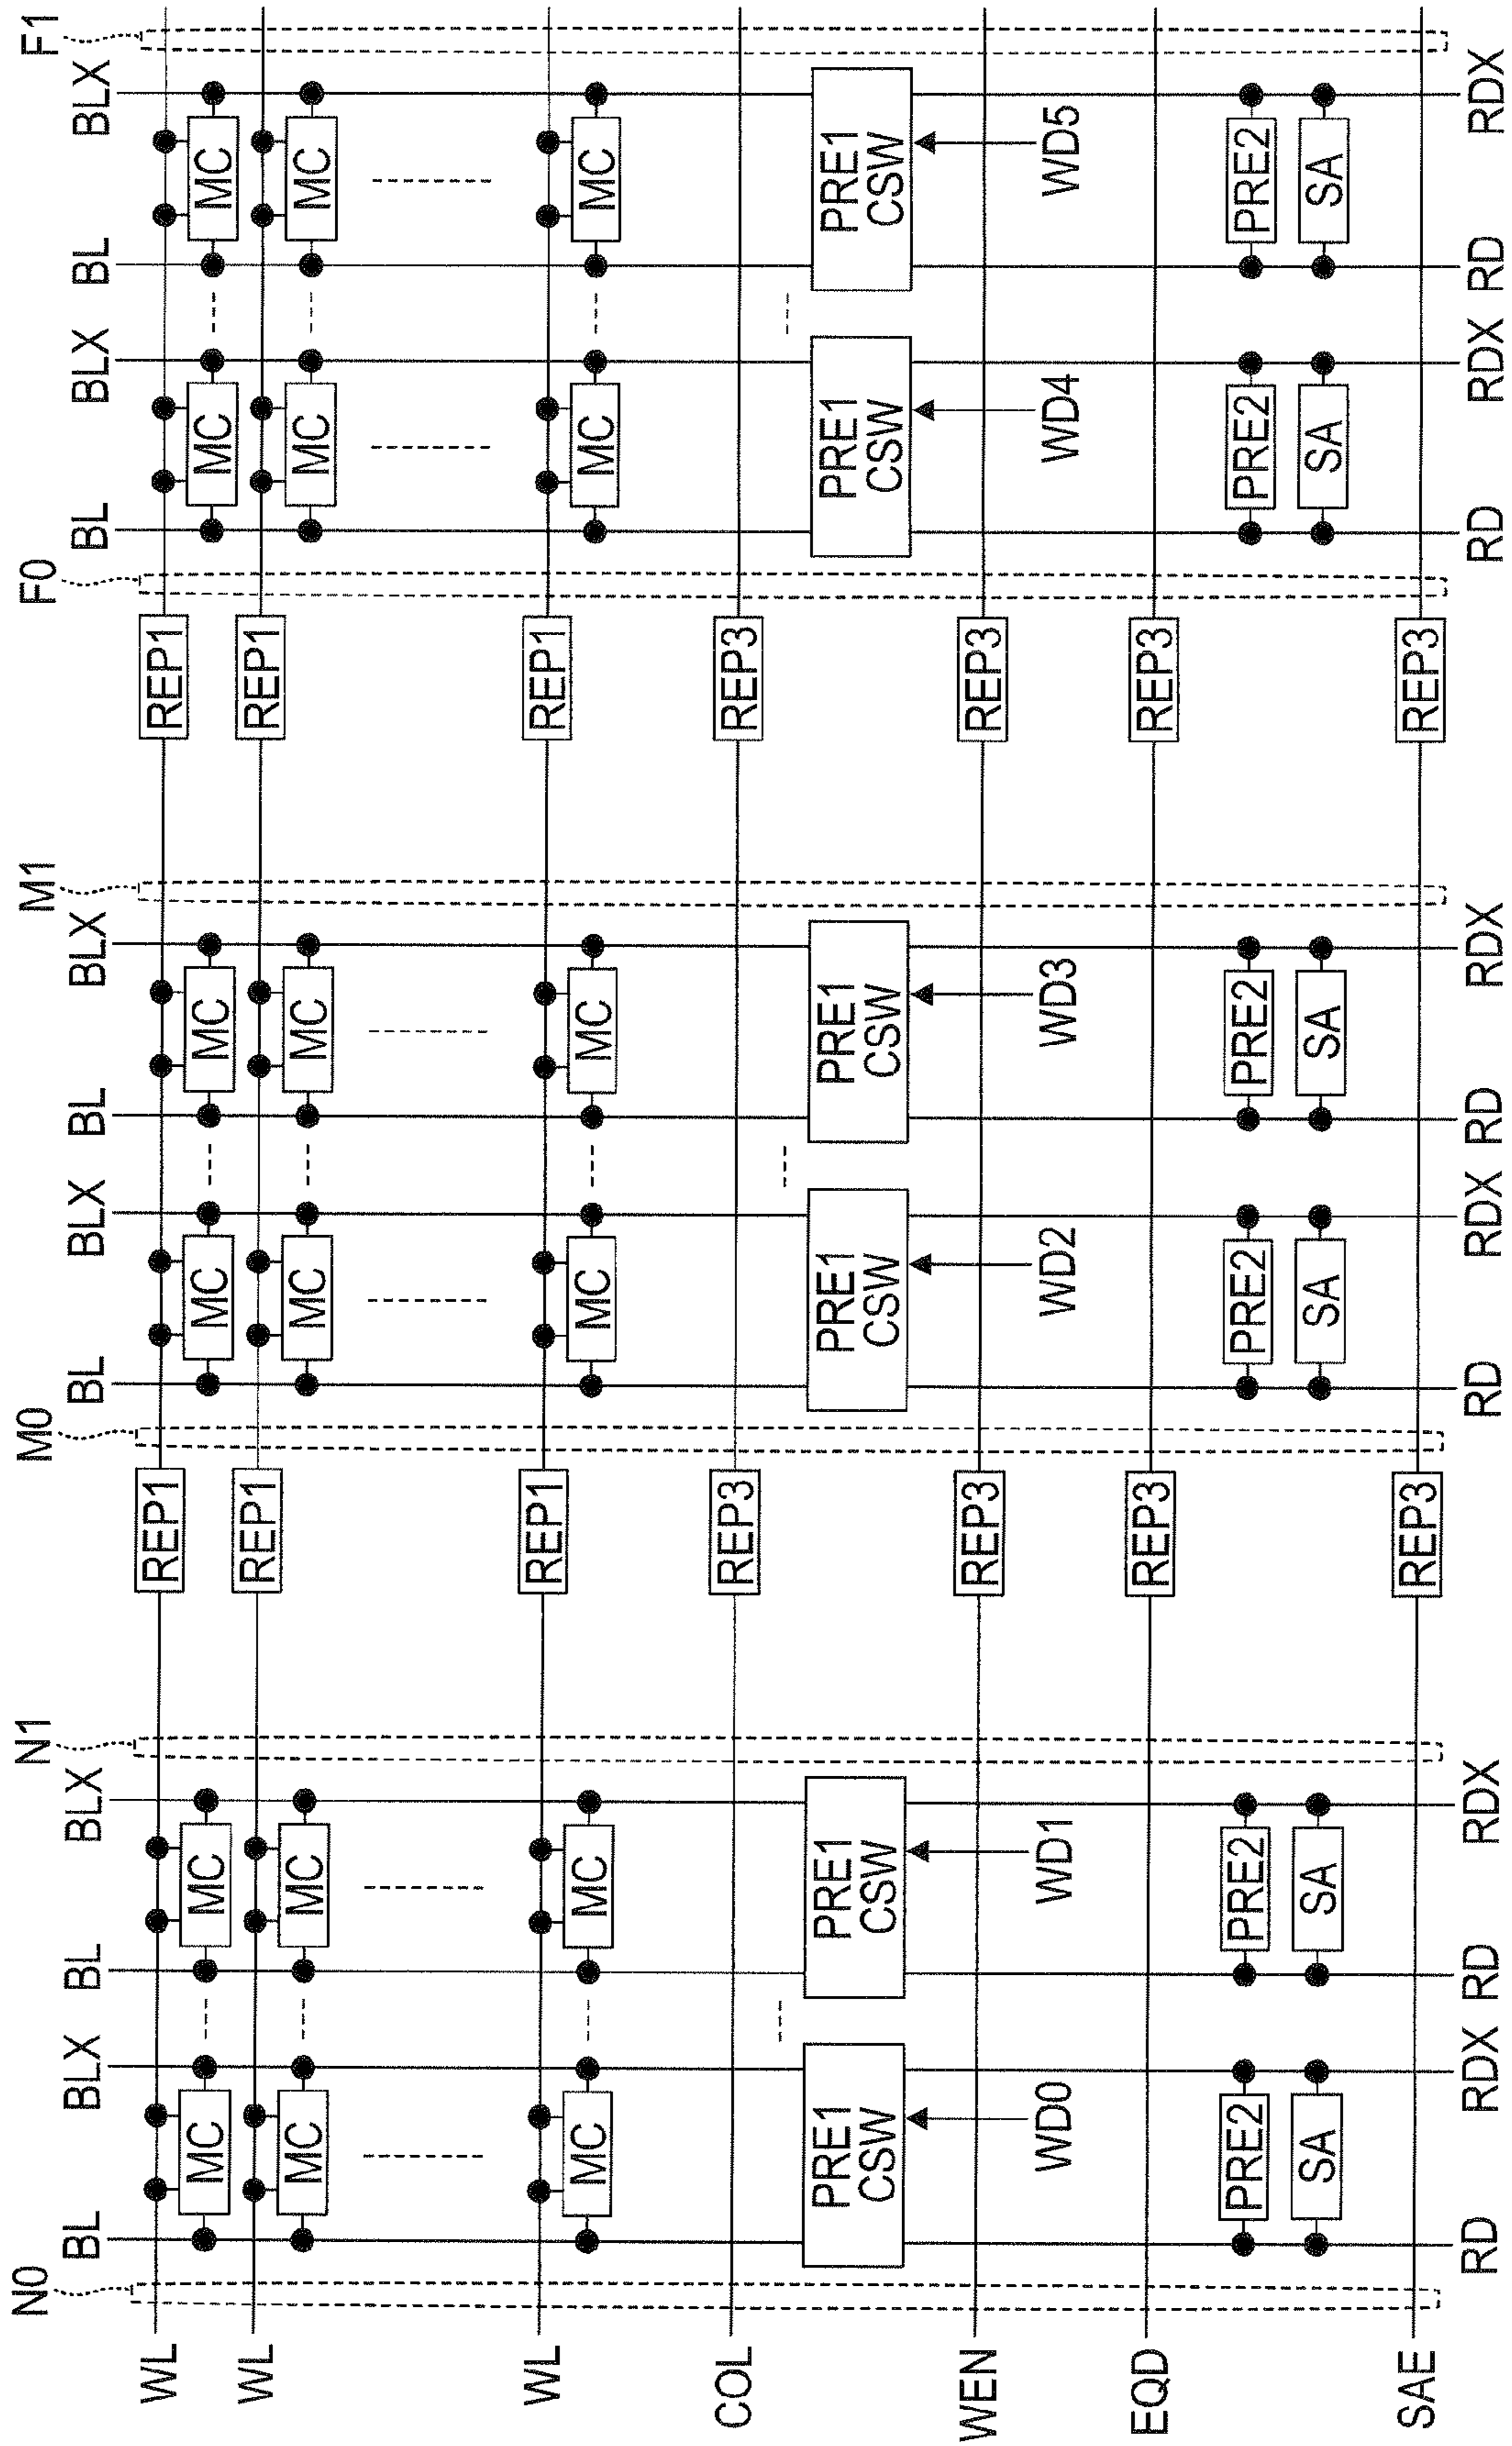 N0 N1 M0 M1 F0 F1
BL BLX BL BLX BL BLX BL BLX BL BLX BL BLX
WL REP1 REP1
MC MC MC MC MC MC
WL REP1 REP1
MC MC MC MC MC MC
WL REP1 REP1
MC MC MC MC MC MC
COL REP3 REP3
PRE1 PRE1 PRE1 PRE1 PRE1 PRE1
CSW CSW CSW CSW CSW CSW
WEN REP3 REP3
WD0 WD1 WD2 WD3 WD4 WD5
EQD REP3 REP3
PRE2 PRE2 PRE2 PRE2 PRE2 PRE2
SA SA SA SA SA SA
SAE REP3 REP3
RD RDX RD RDX RD RDX RD RDX RD RDX RD RDX